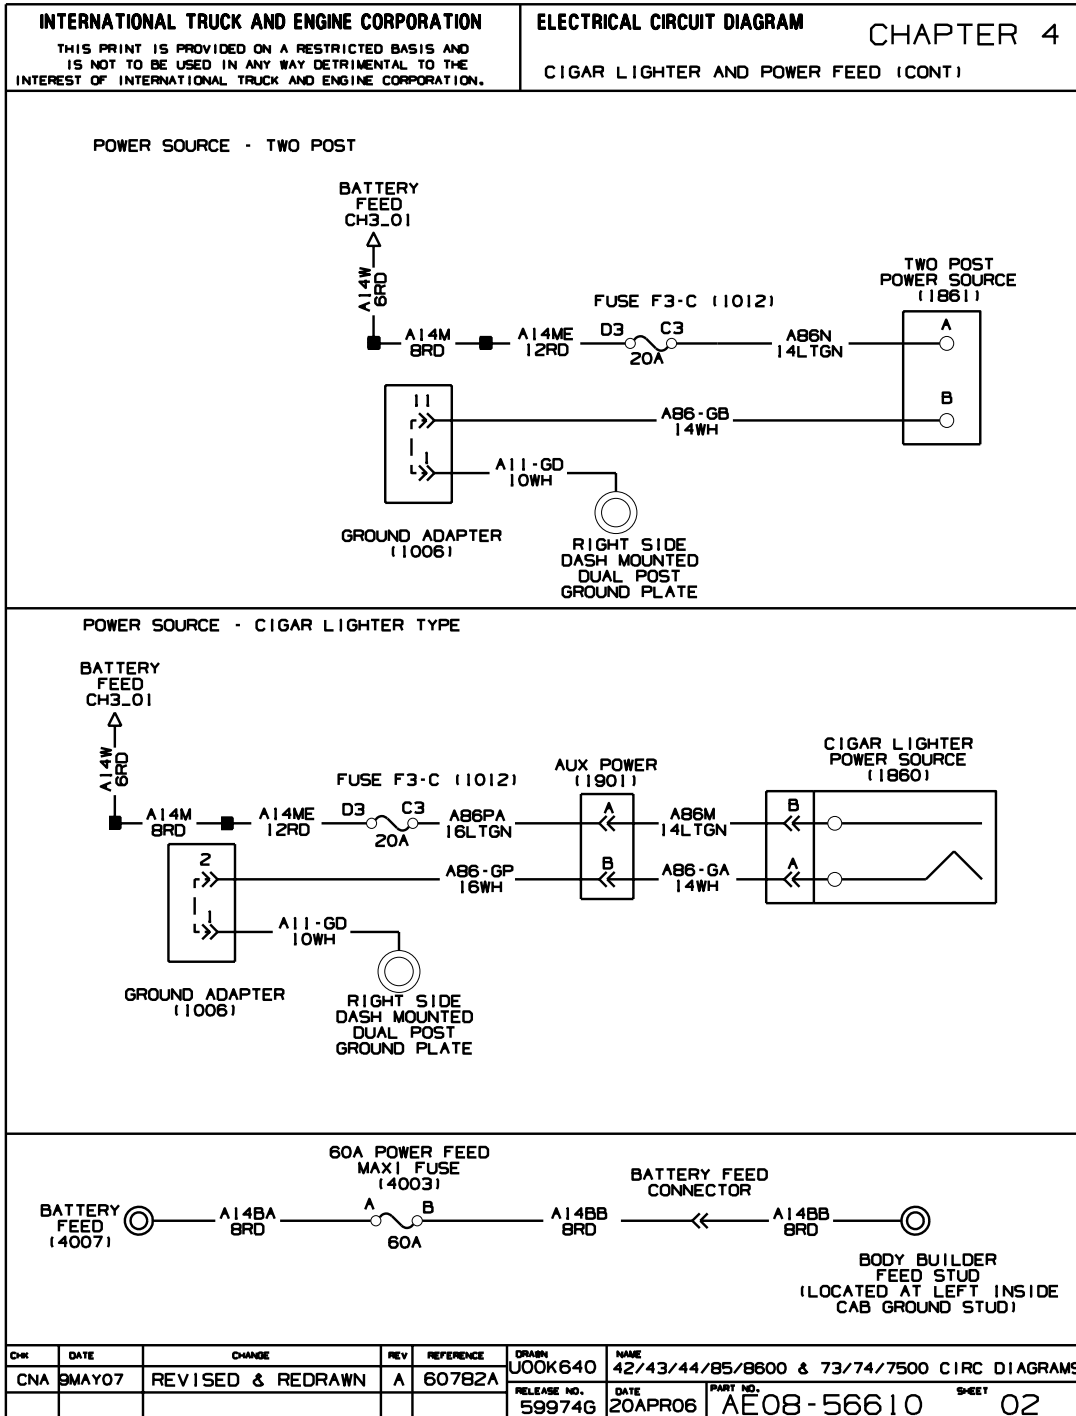 INTERNATIONAL TRUCK AND ENGINE CORPORATION
THIS PRINT IS PROVIDED ON A RESTRICTED BASIS AND
IS NOT TO BE USED IN ANY WAY DETRIMENTAL TO THE
INTEREST OF INTERNATIONAL TRUCK AND ENGINE CORPORATION.
ELECTRICAL CIRCUIT DIAGRAM
CHAPTER 4
CIGAR LIGHTER AND POWER FEED (CONT)
POWER SOURCE - TWO POST
BATTERY
FEED
CH3_01
A14W
6RD
A14M
8RD
A14ME
12RD
FUSE F3-C (1012)
D3 C3
20A
A86N
14LTGN
TWO POST
POWER SOURCE
(1861)
A
B
11
1
A86-GB
14WH
A11-GD
10WH
GROUND ADAPTER
(1006)
RIGHT SIDE
DASH MOUNTED
DUAL POST
GROUND PLATE
POWER SOURCE - CIGAR LIGHTER TYPE
BATTERY
FEED
CH3_01
A14W
6RD
A14M
8RD
A14ME
12RD
FUSE F3-C (1012)
D3 C3
20A
A86PA
16LTGN
AUX POWER
(1901)
A
B
A86M
14LTGN
CIGAR LIGHTER
POWER SOURCE
(1860)
B
A
2
1
A86-GP
16WH
A86-GA
14WH
A11-GD
10WH
GROUND ADAPTER
(1006)
RIGHT SIDE
DASH MOUNTED
DUAL POST
GROUND PLATE
60A POWER FEED
MAXI FUSE
(4003)
BATTERY
FEED
(4007)
A14BA
8RD
A B
60A
A14BB
8RD
BATTERY FEED
CONNECTOR
A14BB
8RD
BODY BUILDER
FEED STUD
(LOCATED AT LEFT INSIDE
CAB GROUND STUD)
CHK DATE CHANGE REV REFERENCE
CNA 9MAY07 REVISED & REDRAWN A 60782A
DRAWN
U00K640
NAME
42/43/44/85/8600 & 73/74/7500 CIRC DIAGRAMS
RELEASE NO.
59974G
DATE
20APR06
PART NO.
AE08-56610
SHEET
02